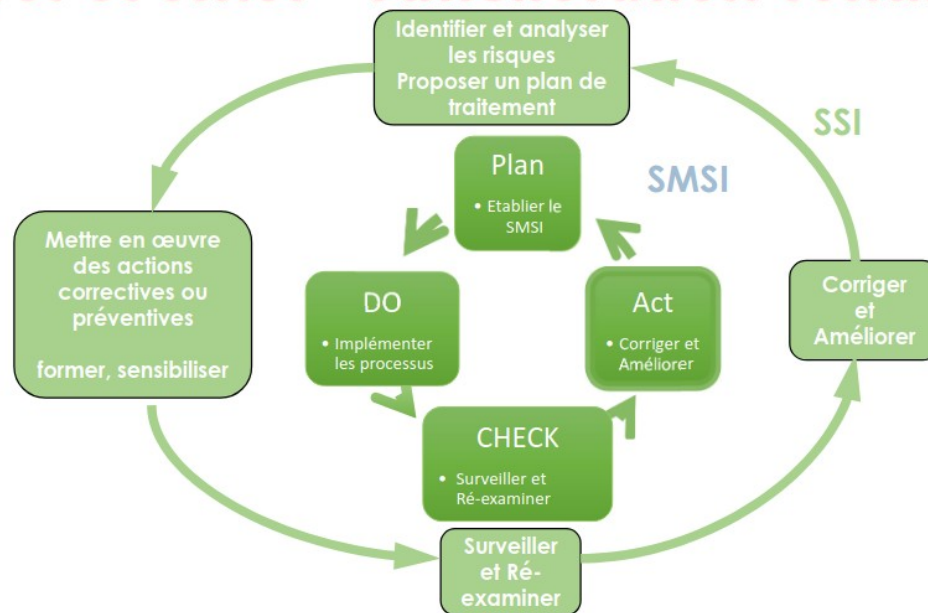 Identifier et analyser
les risques
Proposer un plan de
traitement
SSI
SMSI
Plan
• Etablier le
SMSI
Mettre en œuvre
des actions
correctives ou
préventives
former, sensibiliser
DO
• Implémenter
les processus
Act
• Corriger et
Améliorer
Corriger
et
Améliorer
CHECK
• Surveiller et
Ré-examiner
Surveiller
et Ré-
examiner